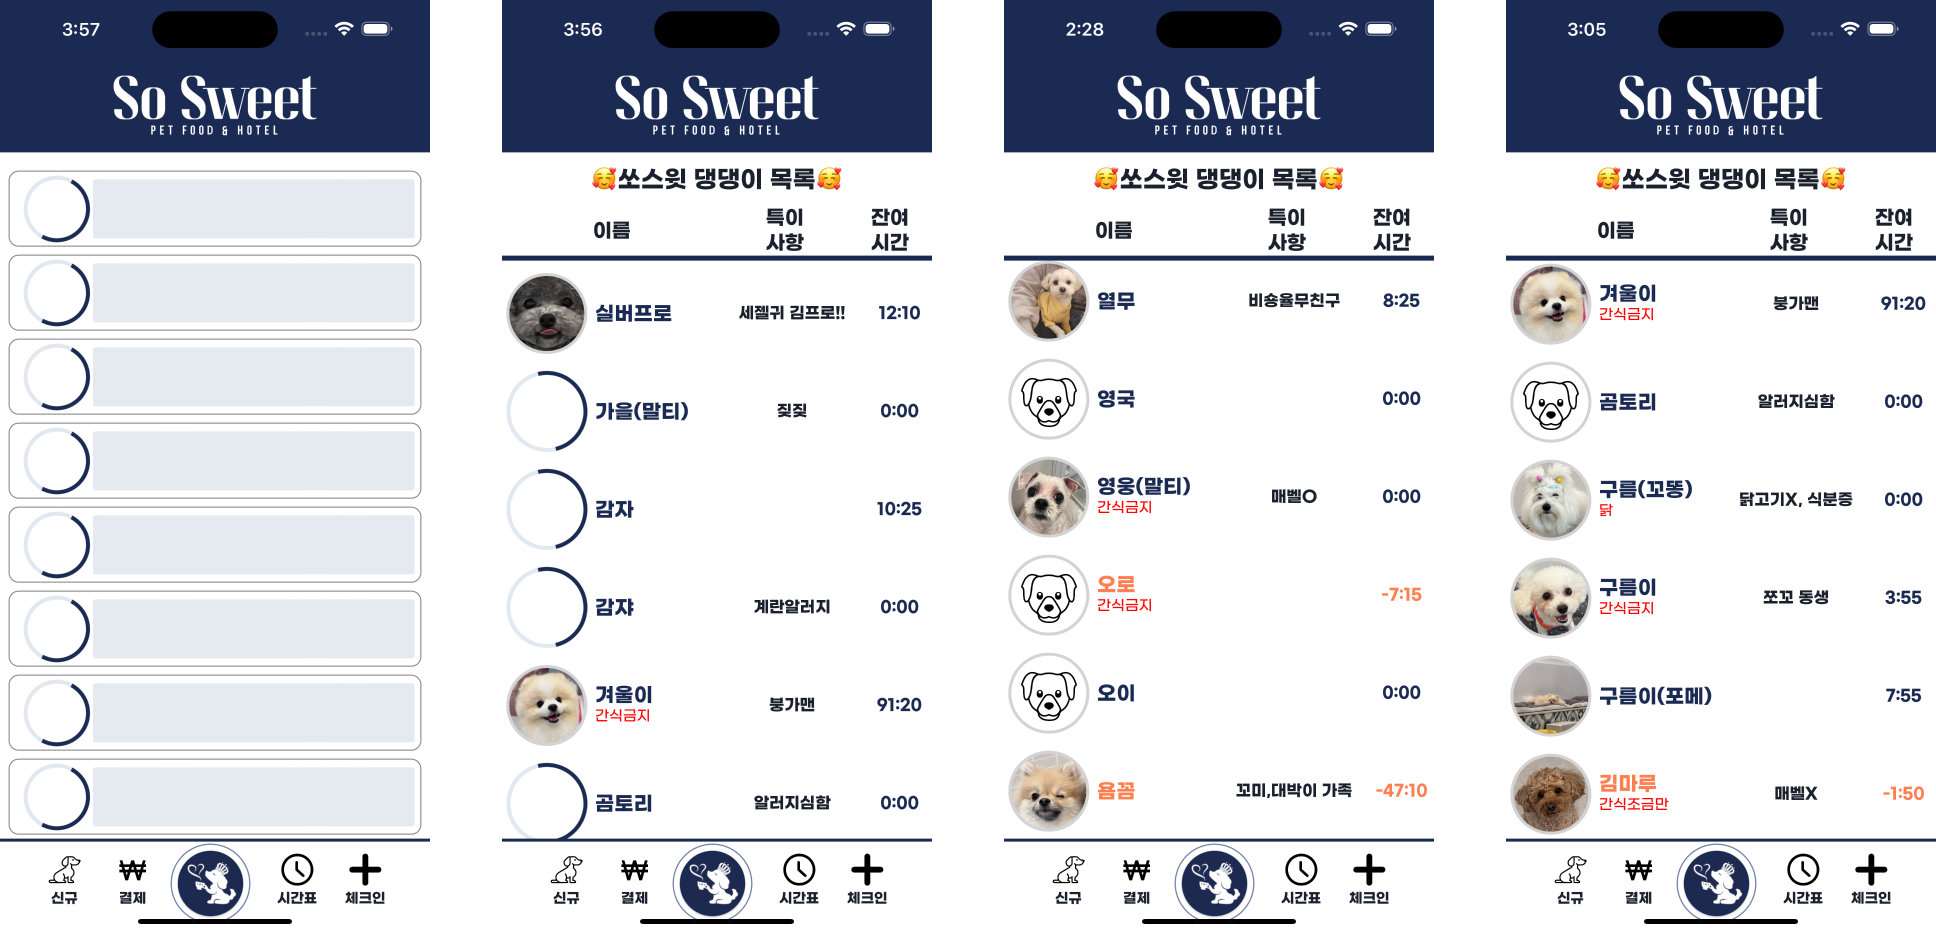 3:57
So Sweet
PET FOOD & HOTEL
신규
결제
시간표
체크인
3:56
So Sweet
PET FOOD & HOTEL
🥰쏘스윗 댕댕이 목록🥰
이름
특이
사항
잔여
시간
실버프로
세젤귀 김프로!!
12:10
가을(말티)
짖짖
0:00
감자
10:25
감쟈
계란알러지
0:00
겨울이
간식금지
붕가맨
91:20
곰토리
알러지심함
0:00
신규
결제
시간표
체크인
2:28
So Sweet
PET FOOD & HOTEL
🥰쏘스윗 댕댕이 목록🥰
이름
특이
사항
잔여
시간
열무
비숑율무친구
8:25
영국
0:00
영웅(말티)
간식금지
매벨O
0:00
오로
간식금지
-7:15
오이
0:00
욤꼼
꼬미,대박이 가족
-47:10
신규
결제
시간표
체크인
3:05
So Sweet
PET FOOD & HOTEL
🥰쏘스윗 댕댕이 목록🥰
이름
특이
사항
잔여
시간
겨울이
간식금지
붕가맨
91:20
곰토리
알러지심함
0:00
구름(꼬똥)
닭
닭고기X, 식분증
0:00
구름이
간식금지
쪼꼬 동생
3:55
구름이(포메)
7:55
김마루
간식조금만
매벨X
-1:50
신규
결제
시간표
체크인